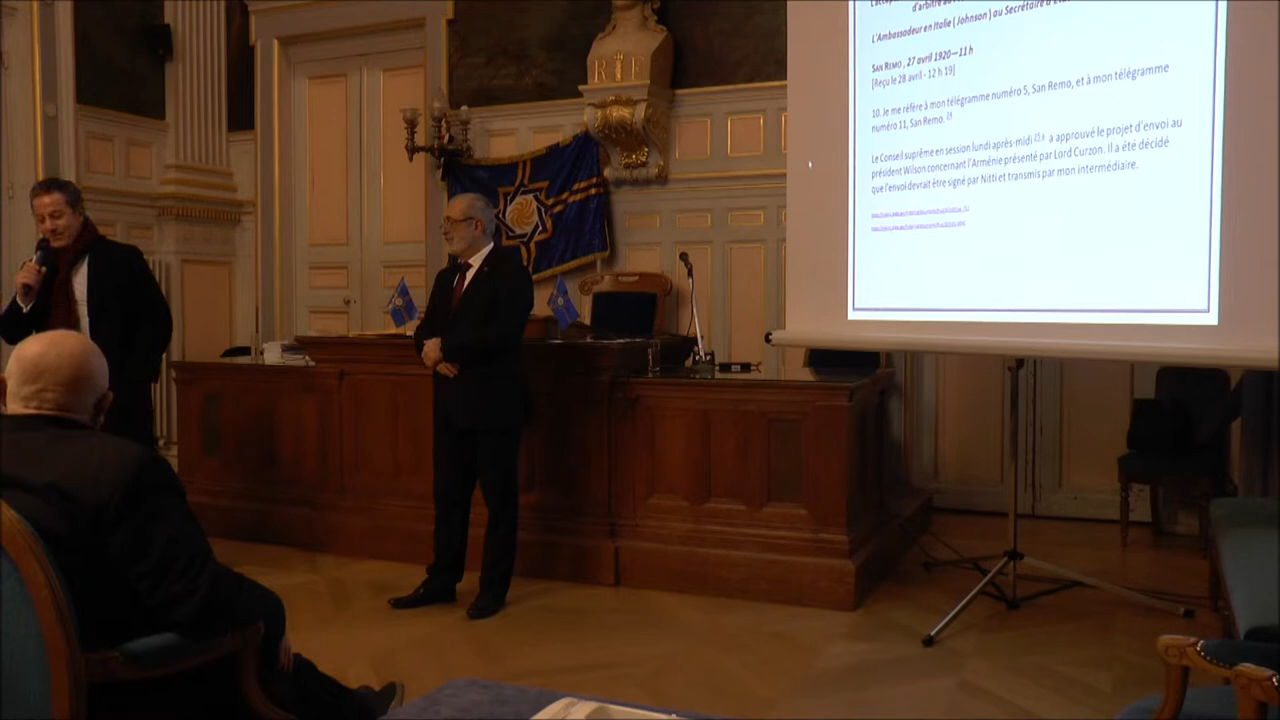 RF
d'arbitre
L'Ambassadeur en Italie ( Johnson ) au Secrétaire d'État
SAN REMO , 27 avril 1920—11 h
[Reçu le 28 avril - 12 h 19]
10. Je me réfère à mon télégramme numéro 5, San Remo, et à mon télégramme
numéro 11, San Remo.
Le Conseil suprême en session lundi après-midi a approuvé le projet d'envoi au
président Wilson concernant l'Arménie présenté par Lord Curzon. Il a été décidé
que l'envoi devrait être signé par Nitti et transmis par mon intermédiaire.